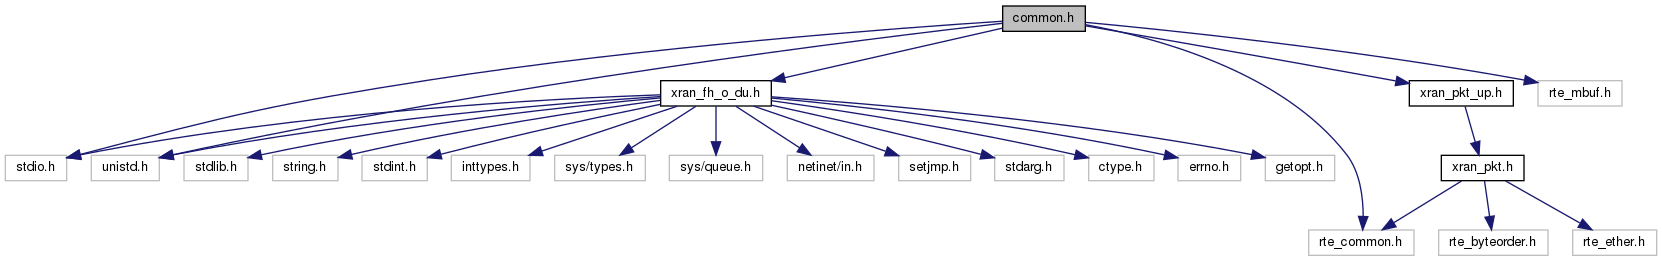 common.h
xran_fh_o_du.h
xran_pkt_up.h
rte_mbuf.h
stdio.h
unistd.h
stdlib.h
string.h
stdint.h
inttypes.h
sys/types.h
sys/queue.h
netinet/in.h
setjmp.h
stdarg.h
ctype.h
errno.h
getopt.h
xran_pkt.h
rte_common.h
rte_byteorder.h
rte_ether.h